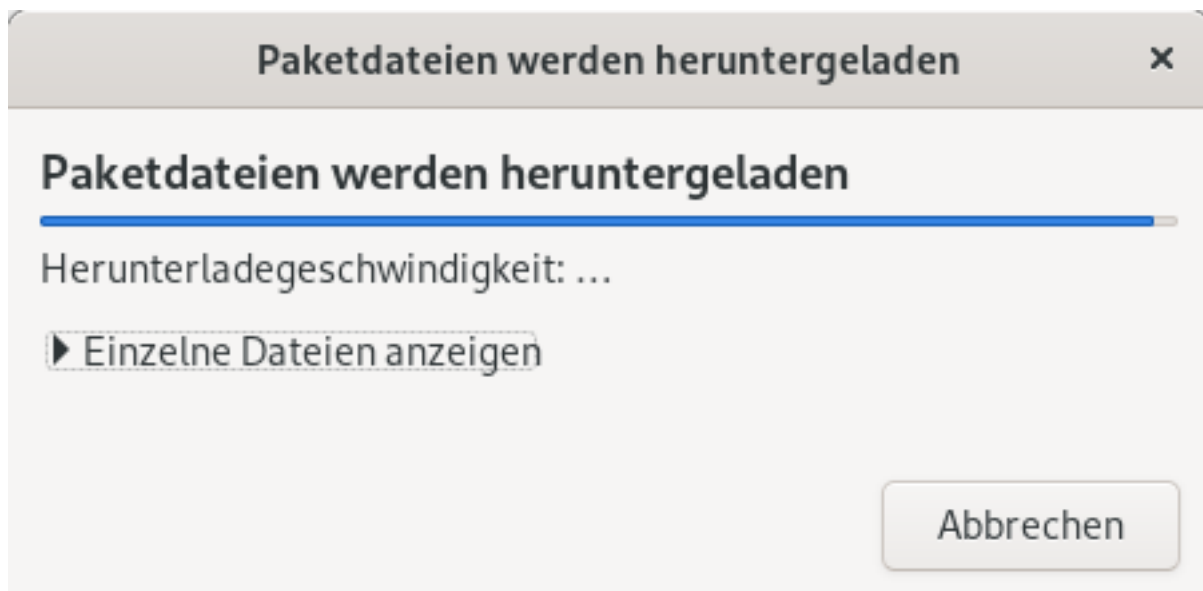 Paketdateien werden heruntergeladen
Paketdateien werden heruntergeladen
Herunterladegeschwindigkeit: ...
Einzelne Dateien anzeigen
Abbrechen